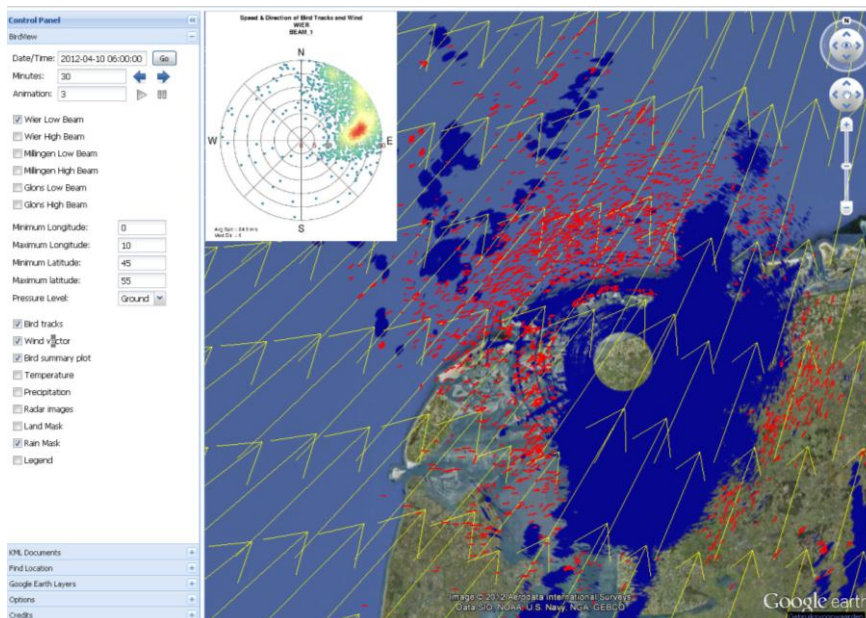 Control Panel
BirdView
Date/Time: 2012-04-10 06:00:00 Go
Minutes: 30
Animation: 3
Wier Low Beam
Wier High Beam
Millingen Low Beam
Millingen High Beam
Glons Low Beam
Glons High Beam
Minimum Longitude: 0
Maximum Longitude: 10
Minimum Latitude: 45
Maximum latitude: 55
Pressure Level: Ground
Bird tracks
Wind vector
Bird summary plot
Temperature
Precipitation
Radar images
Land Mask
Rain Mask
Legend
KML Documents
Find Location
Google Earth Layers
Options
Credits
Speed & Direction of Bird Tracks and Wind
WIER
BEAM_1
N
W
E
S
N
Image © 2012 Aerodata International Surveys
Data SIO, NOAA, U.S. Navy, NGA, GEBCO
Google earth